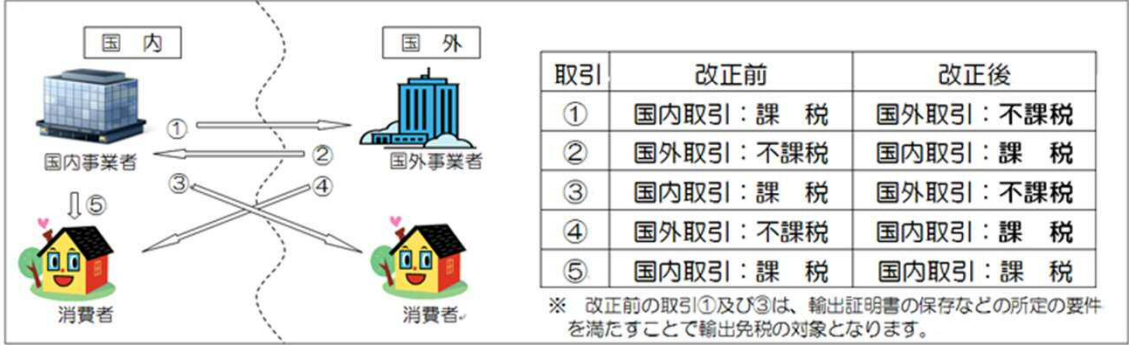 国 内
国 外
①
②
国内事業者
国外事業者
③
④
⑤
消費者
消費者
取引 改正前 改正後
① 国内取引：課 税 国外取引：不課税
② 国外取引：不課税 国内取引：課 税
③ 国内取引：課 税 国外取引：不課税
④ 国外取引：不課税 国内取引：課 税
⑤ 国内取引：課 税 国内取引：課 税
※ 改正前の取引①及び③は、輸出証明書の保存などの所定の要件
を満たすことで輸出免税の対象となります。